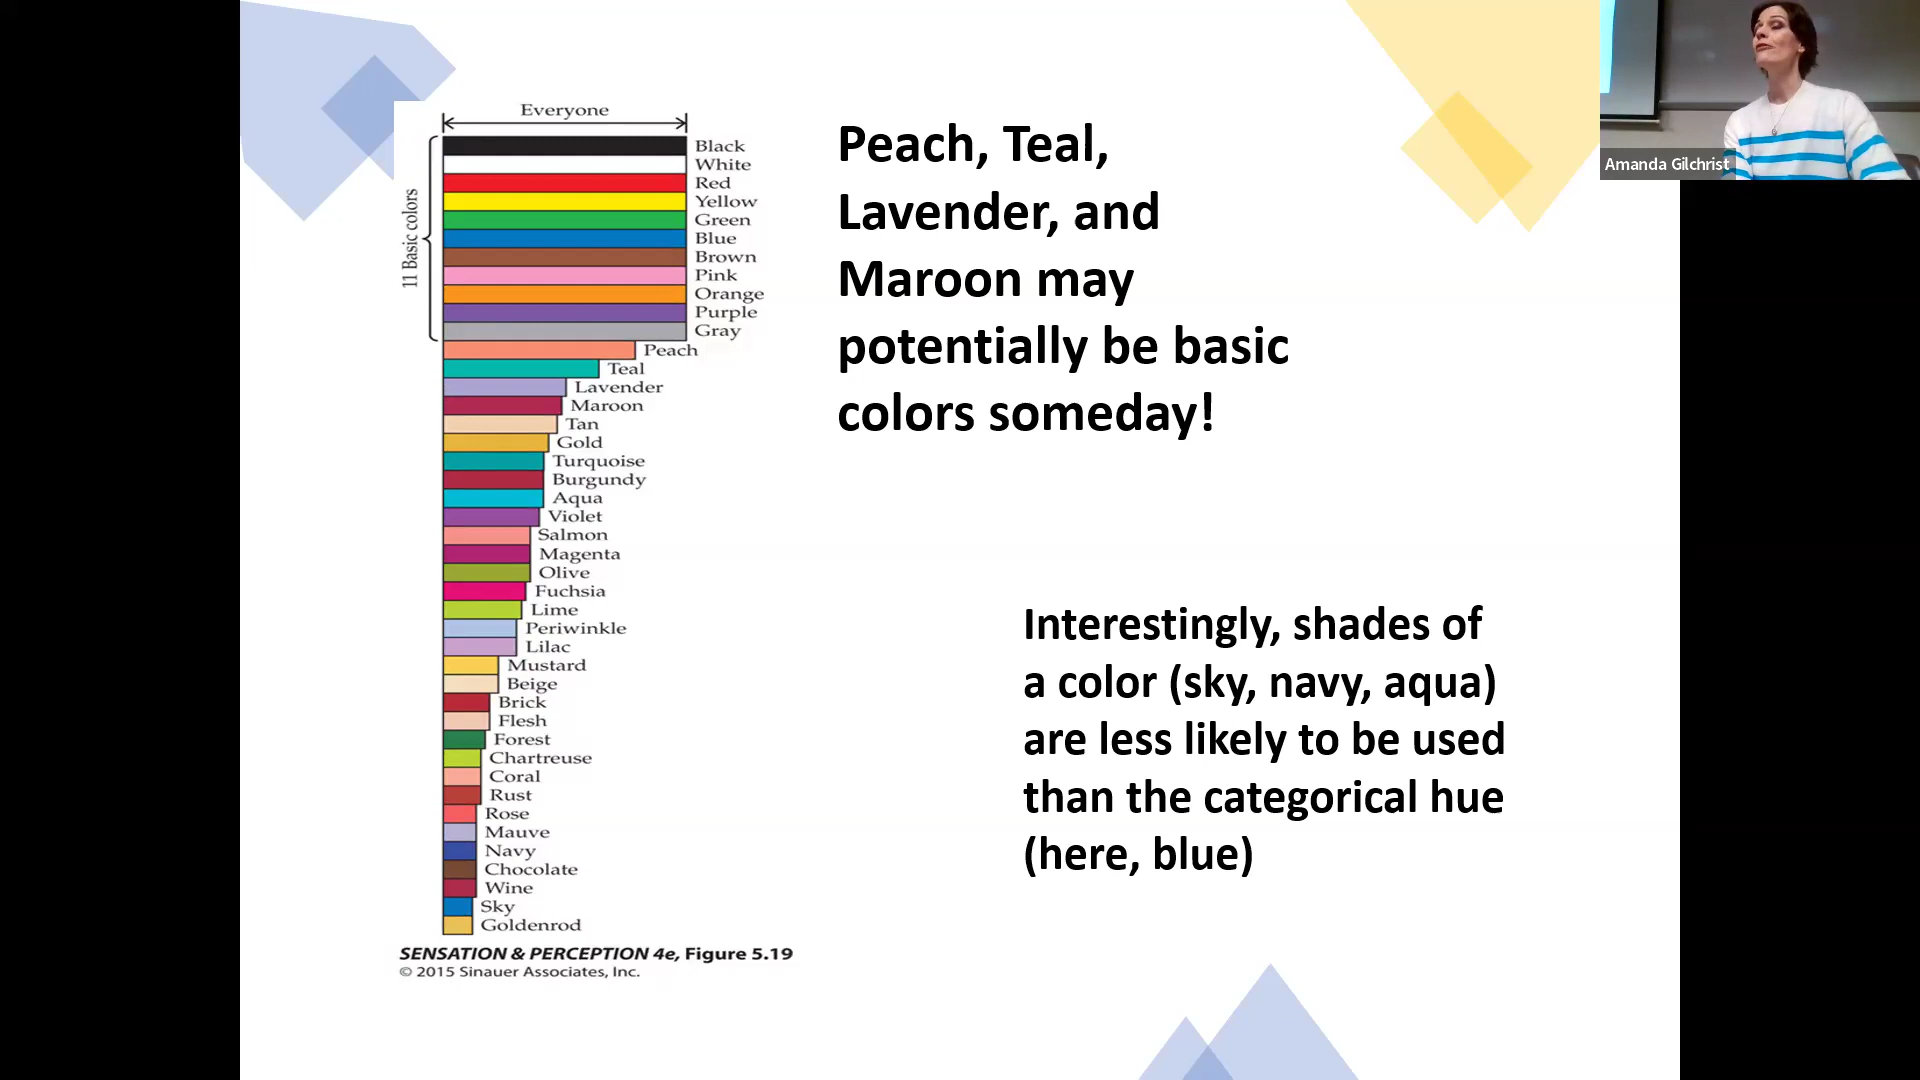 Everyone
11 Basic colors
Black
White
Red
Yellow
Green
Blue
Brown
Pink
Orange
Purple
Gray
Peach
Teal
Lavender
Maroon
Tan
Gold
Turquoise
Burgundy
Aqua
Violet
Salmon
Magenta
Olive
Fuchsia
Lime
Periwinkle
Lilac
Mustard
Beige
Brick
Flesh
Forest
Chartreuse
Coral
Rust
Rose
Mauve
Navy
Chocolate
Wine
Sky
Goldenrod
SENSATION & PERCEPTION 4e, Figure 5.19
© 2015 Sinauer Associates, Inc.
Peach, Teal,
Lavender, and
Maroon may
potentially be basic
colors someday!
Interestingly, shades of
a color (sky, navy, aqua)
are less likely to be used
than the categorical hue
(here, blue)
Amanda Gilchrist